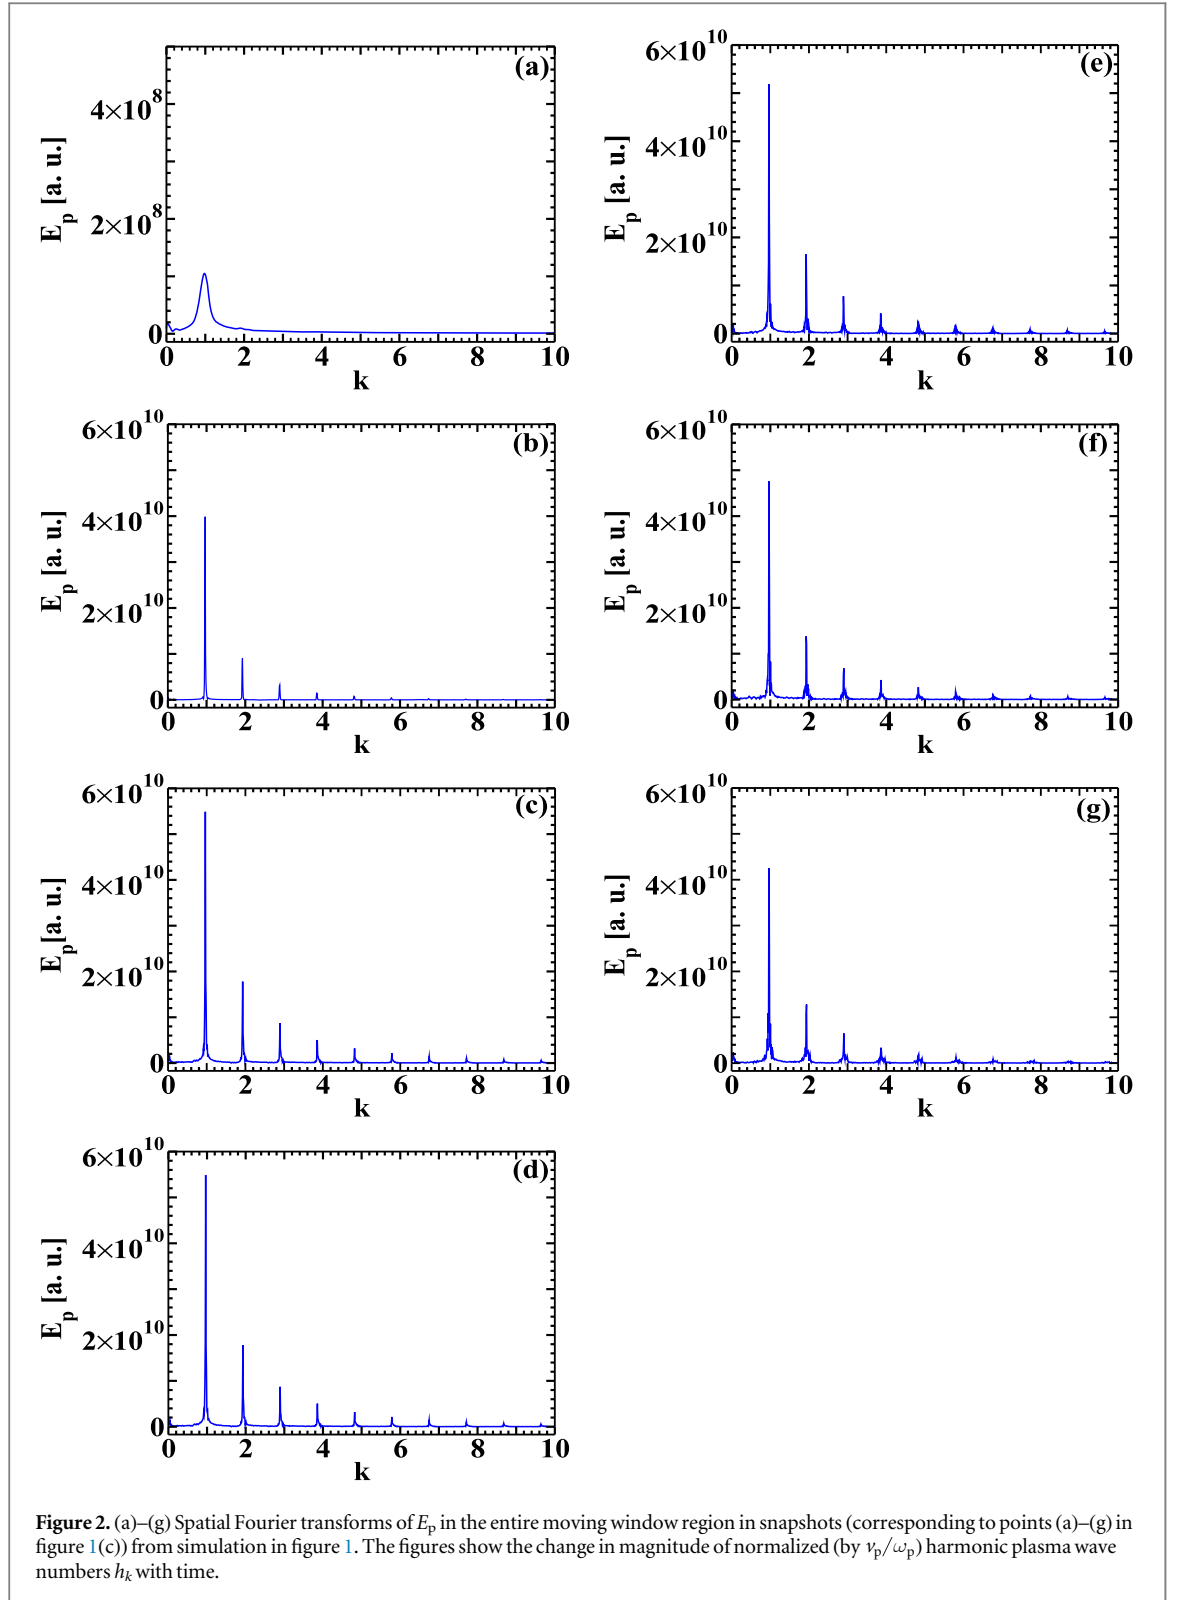 (a)
4×10^8
2×10^8
0
E_p [a. u.]
0 2 4 6 8 10
k
(b)
6×10^10
4×10^10
2×10^10
0
E_p [a. u.]
0 2 4 6 8 10
k
(c)
6×10^10
4×10^10
2×10^10
0
E_p[a. u.]
0 2 4 6 8 10
k
(d)
6×10^10
4×10^10
2×10^10
0
E_p [a. u.]
0 2 4 6 8 10
k
(e)
6×10^10
4×10^10
2×10^10
0
E_p [a. u.]
0 2 4 6 8 10
k
(f)
6×10^10
4×10^10
2×10^10
0
E_p [a. u.]
0 2 4 6 8 10
k
(g)
6×10^10
4×10^10
2×10^10
0
E_p [a. u.]
0 2 4 6 8 10
k
Figure 2. (a)–(g) Spatial Fourier transforms of E_p in the entire moving window region in snapshots (corresponding to points (a)–(g) in
figure 1(c)) from simulation in figure 1. The figures show the change in magnitude of normalized (by v_p/ω_p) harmonic plasma wave
numbers h_k with time.